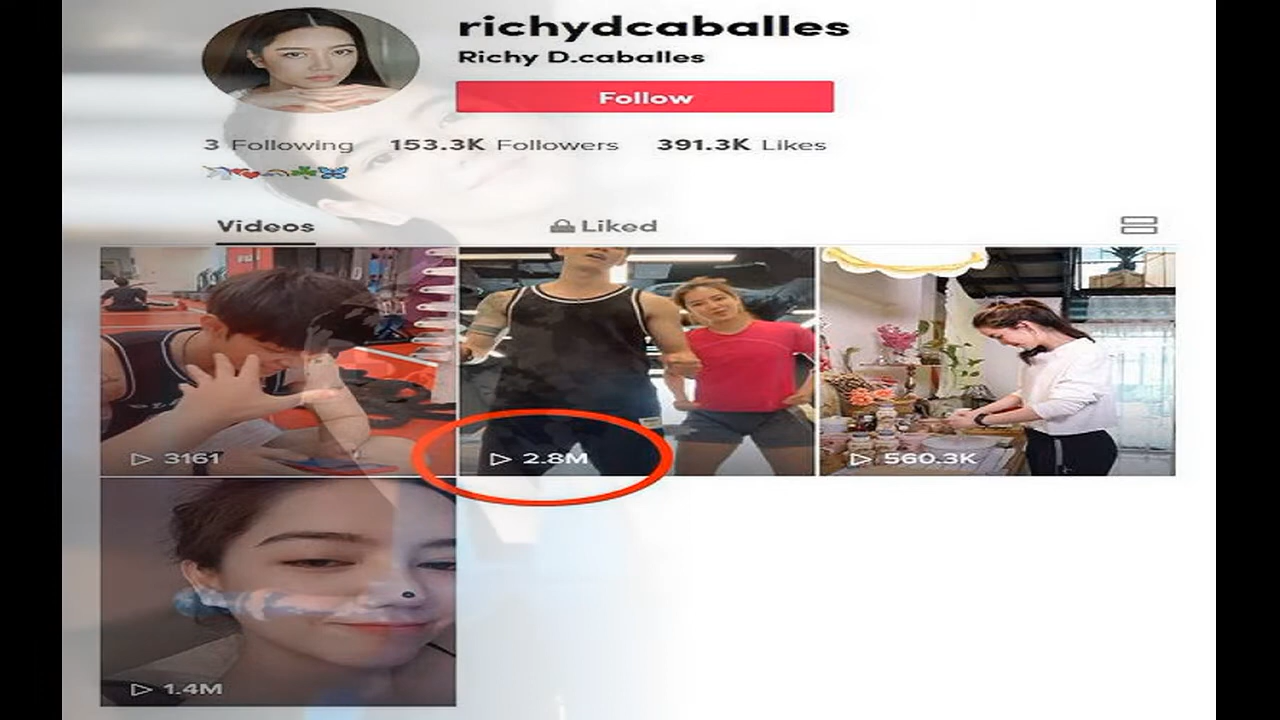 richydcaballes
Richy D.caballes
Follow
3 Following 153.3K Followers 391.3K Likes
Videos Liked
3161 2.8M 560.3K
1.4M